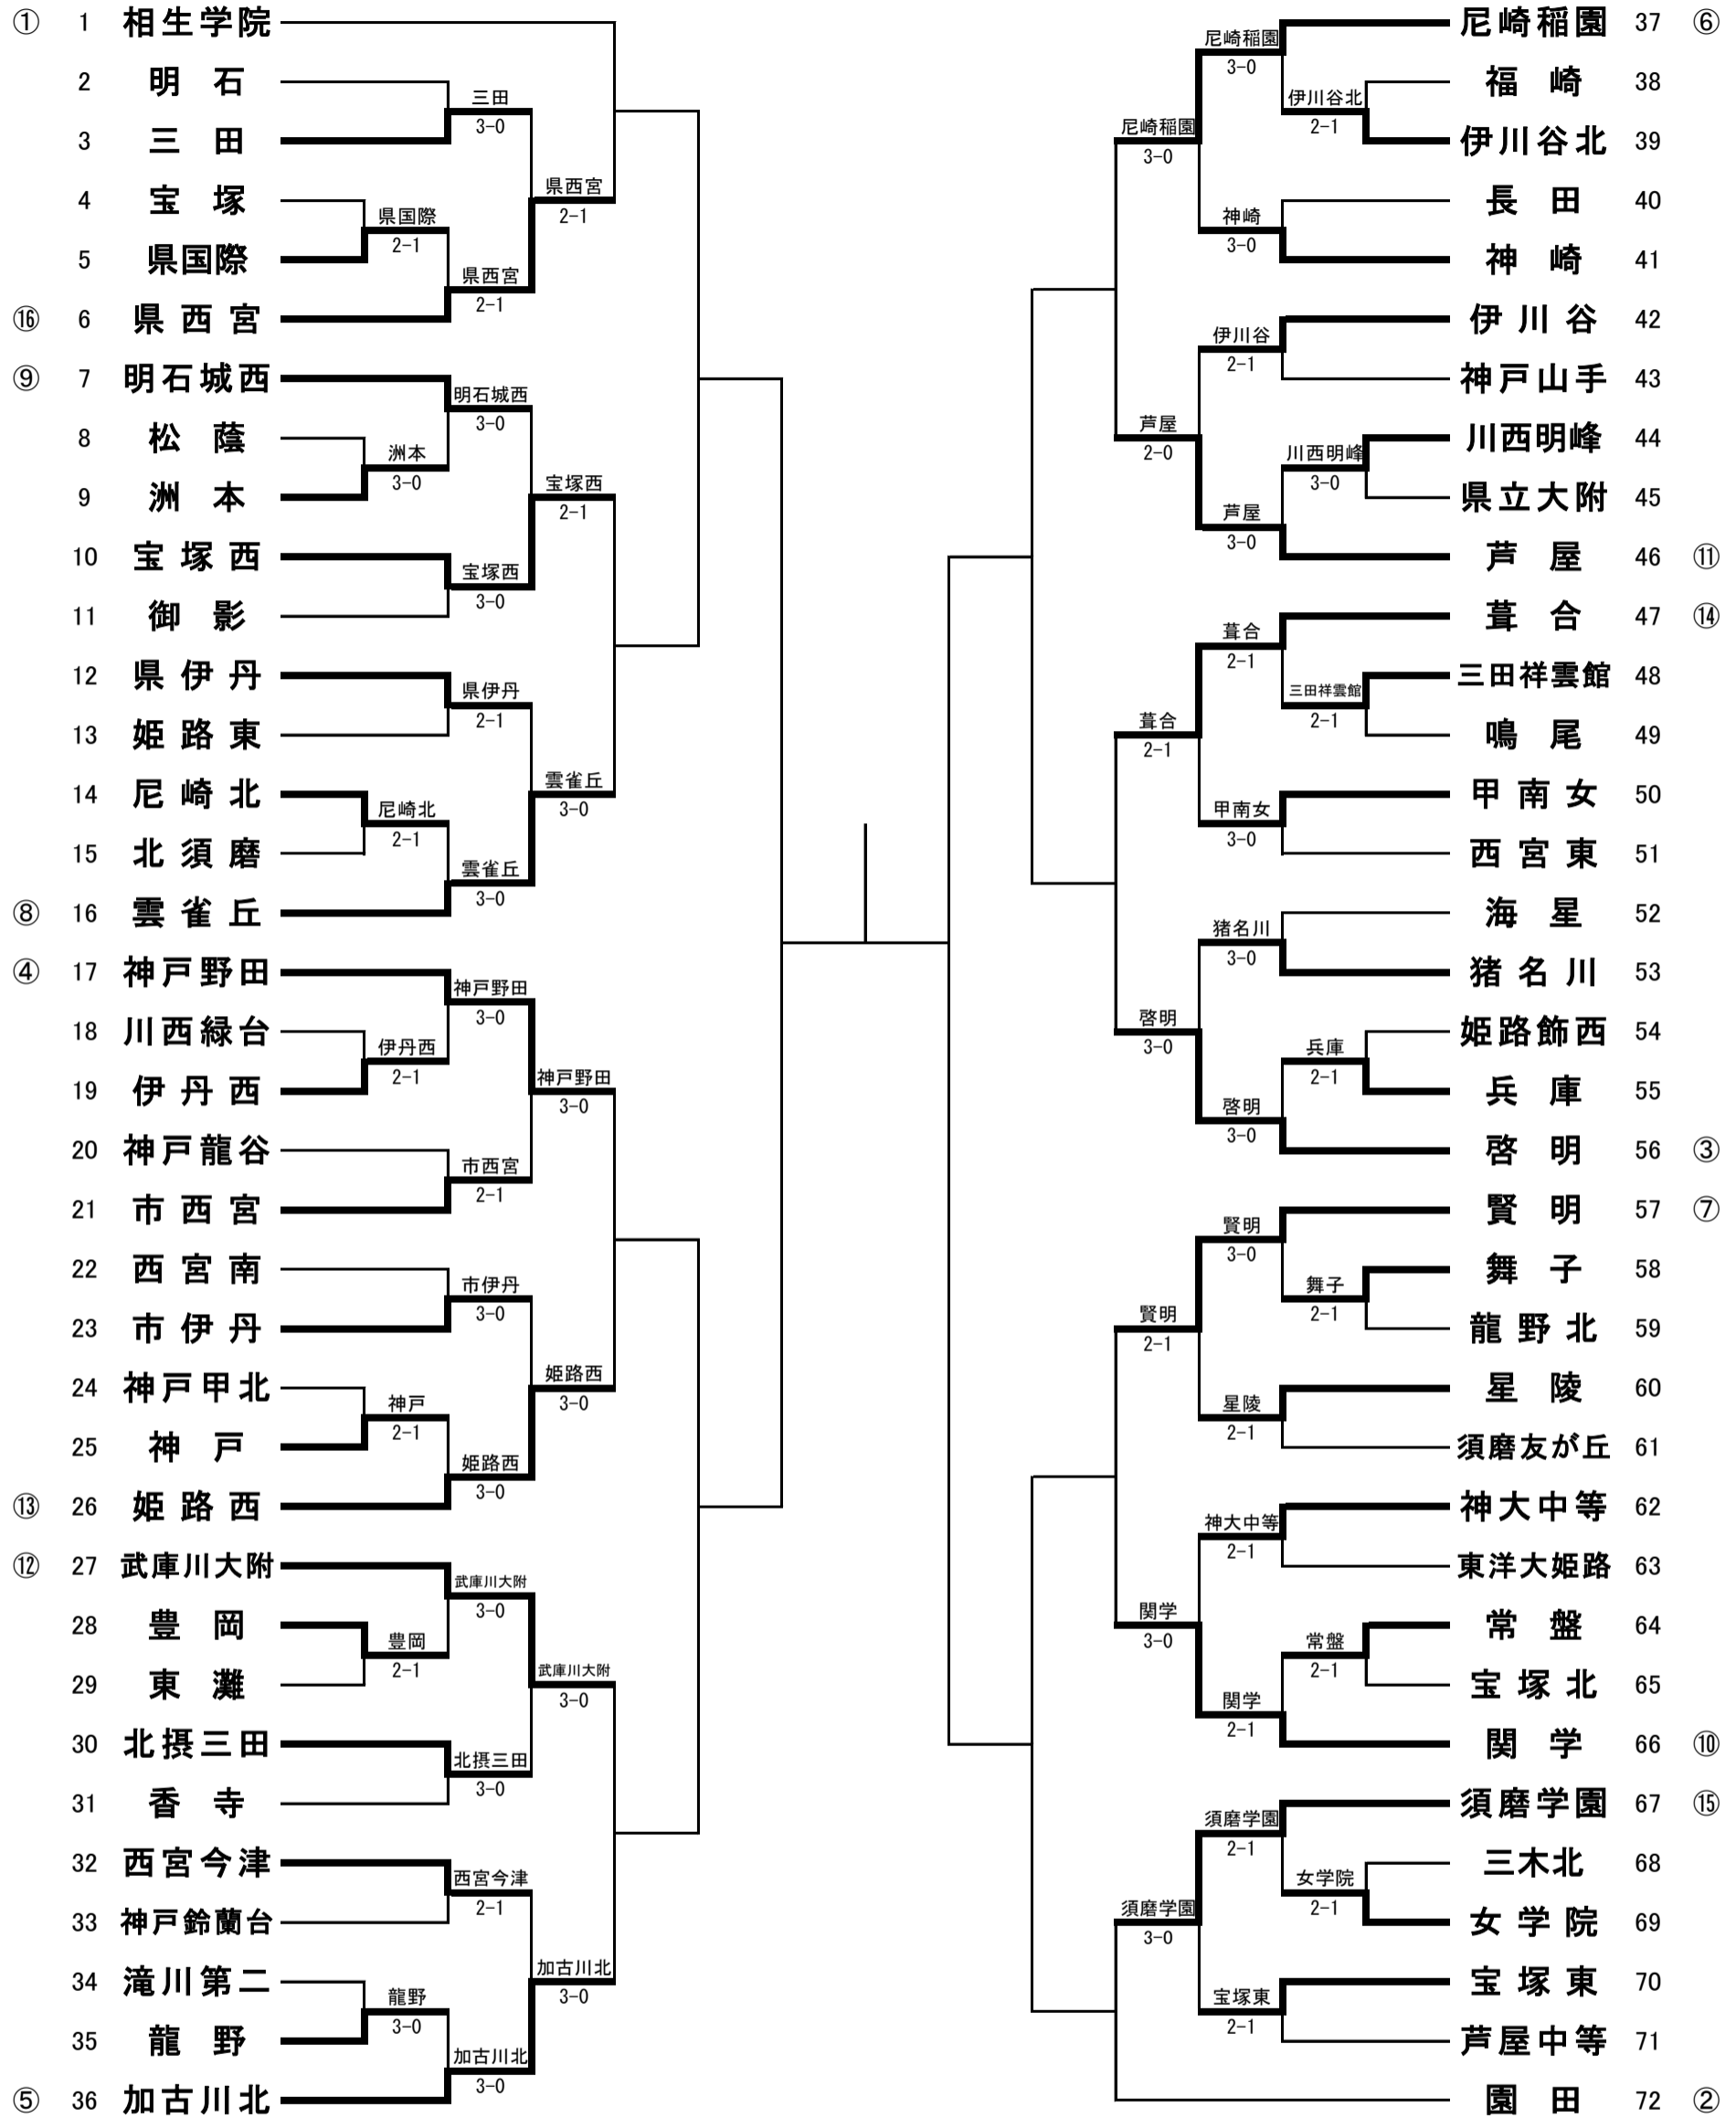 ① 1 相生学院
2 明石
3 三田
三田
3-0
4 宝塚
5 県国際
県国際
2-1
⑯ 6 県西宮
県西宮
2-1
県西宮
2-1
⑨ 7 明石城西
明石城西
3-0
8 松蔭
9 洲本
洲本
3-0
10 宝塚西
11 御影
宝塚西
3-0
宝塚西
2-1
12 県伊丹
13 姫路東
県伊丹
2-1
14 尼崎北
15 北須磨
尼崎北
2-1
⑧ 16 雲雀丘
雲雀丘
3-0
雲雀丘
3-0
④ 17 神戸野田
神戸野田
3-0
18 川西緑台
19 伊丹西
伊丹西
2-1
神戸野田
3-0
20 神戸龍谷
21 市西宮
市西宮
2-1
22 西宮南
23 市伊丹
市伊丹
3-0
24 神戸甲北
25 神戸
神戸
2-1
⑬ 26 姫路西
姫路西
3-0
姫路西
3-0
⑫ 27 武庫川大附
武庫川大附
3-0
28 豊岡
29 東灘
豊岡
2-1
武庫川大附
3-0
30 北摂三田
31 香寺
北摂三田
3-0
32 西宮今津
33 神戸鈴蘭台
西宮今津
2-1
34 滝川第二
35 龍野
龍野
3-0
⑤ 36 加古川北
加古川北
3-0
加古川北
3-0
尼崎稲園 37 ⑥
尼崎稲園
3-0
福崎 38
伊川谷北 39
伊川谷北
2-1
尼崎稲園
3-0
長田 40
神崎 41
神崎
3-0
伊川谷 42
神戸山手 43
伊川谷
2-1
川西明峰 44
県立大附 45
川西明峰
3-0
芦屋 46 ⑪
芦屋
3-0
芦屋
2-0
葺合 47 ⑭
葺合
2-1
三田祥雲館 48
鳴尾 49
三田祥雲館
2-1
葺合
2-1
甲南女 50
西宮東 51
甲南女
3-0
海星 52
猪名川 53
猪名川
3-0
姫路飾西 54
兵庫 55
兵庫
2-1
啓明 56 ③
啓明
3-0
啓明
3-0
賢明 57 ⑦
賢明
3-0
舞子 58
龍野北 59
舞子
2-1
賢明
2-1
星陵 60
須磨友が丘 61
星陵
2-1
神大中等 62
東洋大姫路 63
神大中等
2-1
常盤 64
宝塚北 65
常盤
2-1
関学 66 ⑩
関学
2-1
関学
3-0
須磨学園 67 ⑮
須磨学園
2-1
三木北 68
女学院 69
女学院
2-1
須磨学園
3-0
宝塚東 70
芦屋中等 71
宝塚東
2-1
園田 72 ②